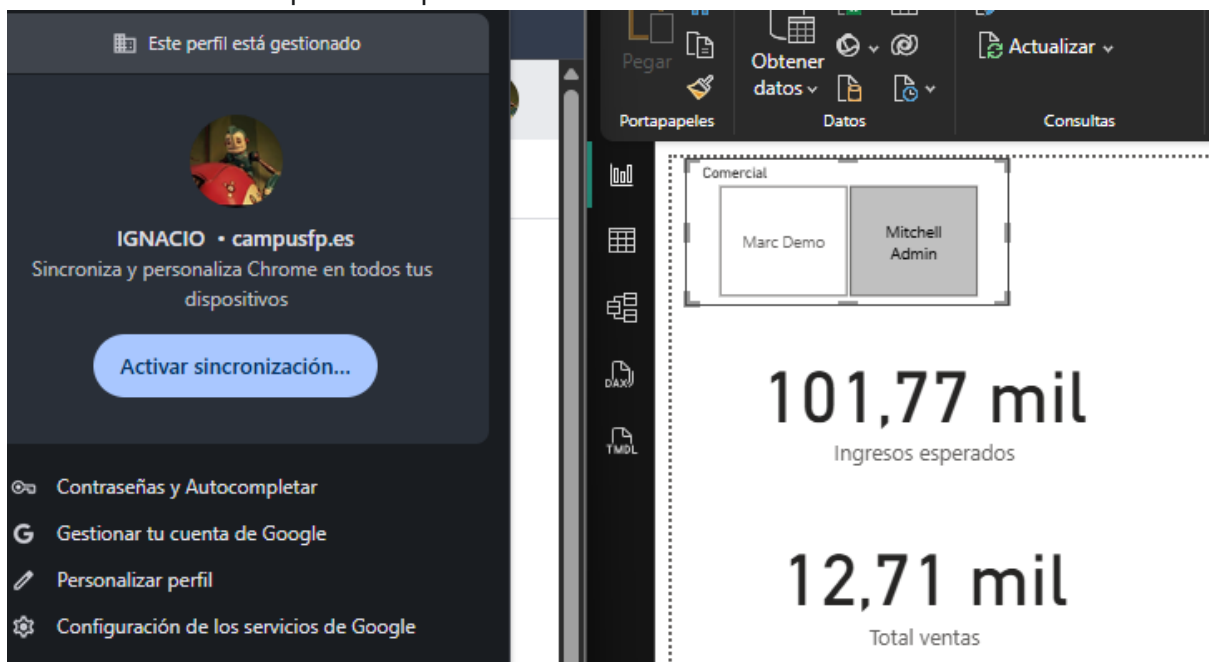 Este perfil está gestionado
IGNACIO • campusfp.es
Sincroniza y personaliza Chrome en todos tus
dispositivos
Activar sincronización...
Contraseñas y Autocompletar
Gestionar tu cuenta de Google
Personalizar perfil
Configuración de los servicios de Google
Pegar
Obtener
datos
Actualizar
Portapapeles
Datos
Consultas
DAX
TMDL
Comercial
Marc Demo
Mitchell
Admin
101,77 mil
Ingresos esperados
12,71 mil
Total ventas